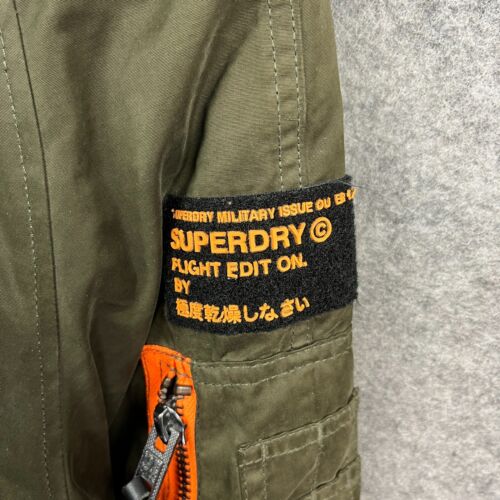 SUPERDRY MILITARY ISSUE
SUPERDRY©
FLIGHT EDIT ON.
BY
極度乾燥しなさい